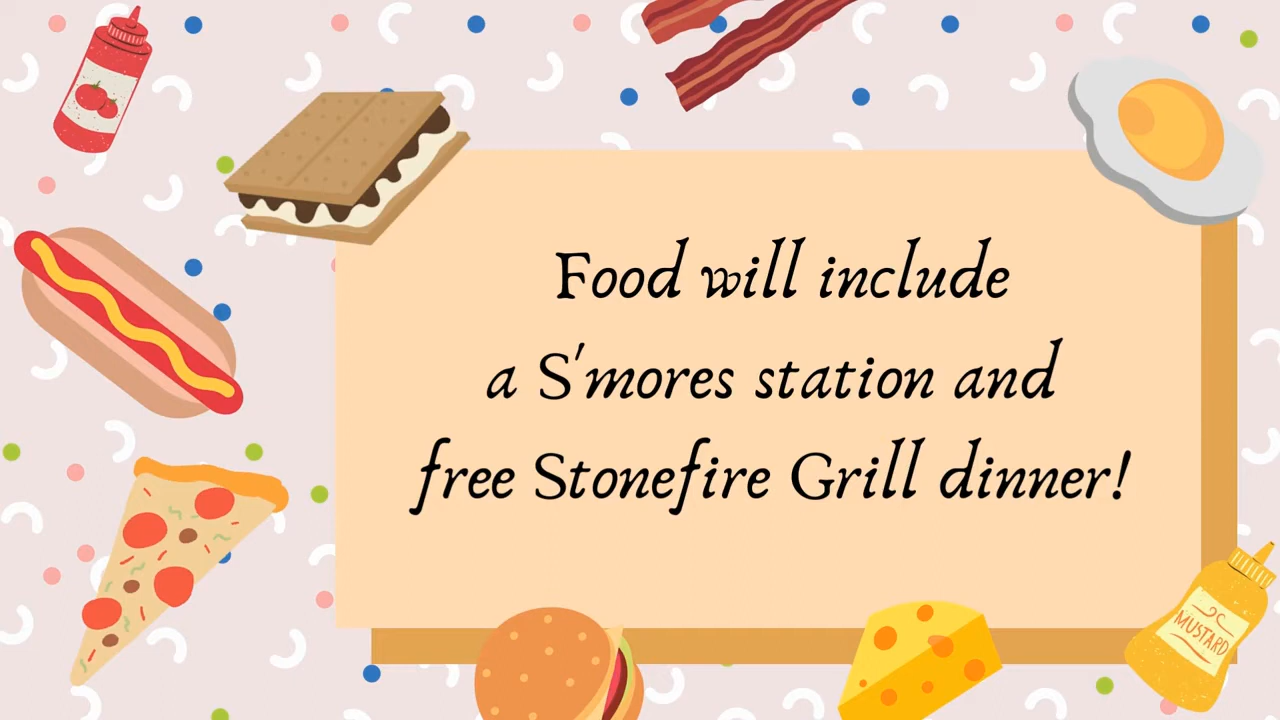 Food will include
a S'mores station and
free Stonefire Grill dinner!
MUSTARD